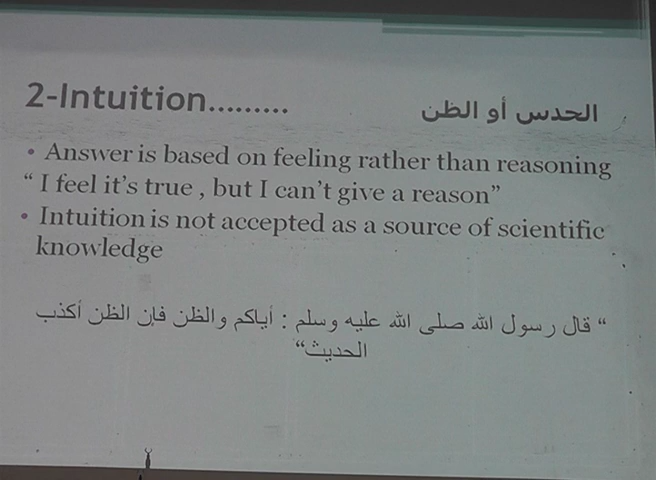 2-Intuition......... الحدس أو الظن
• Answer is based on feeling rather than reasoning
“ I feel it’s true , but I can’t give a reason”
• Intuition is not accepted as a source of scientific
knowledge
“ قال رسول الله صلى الله عليه وسلم : أياكم والظن فإن الظن أكذب
الحديث“